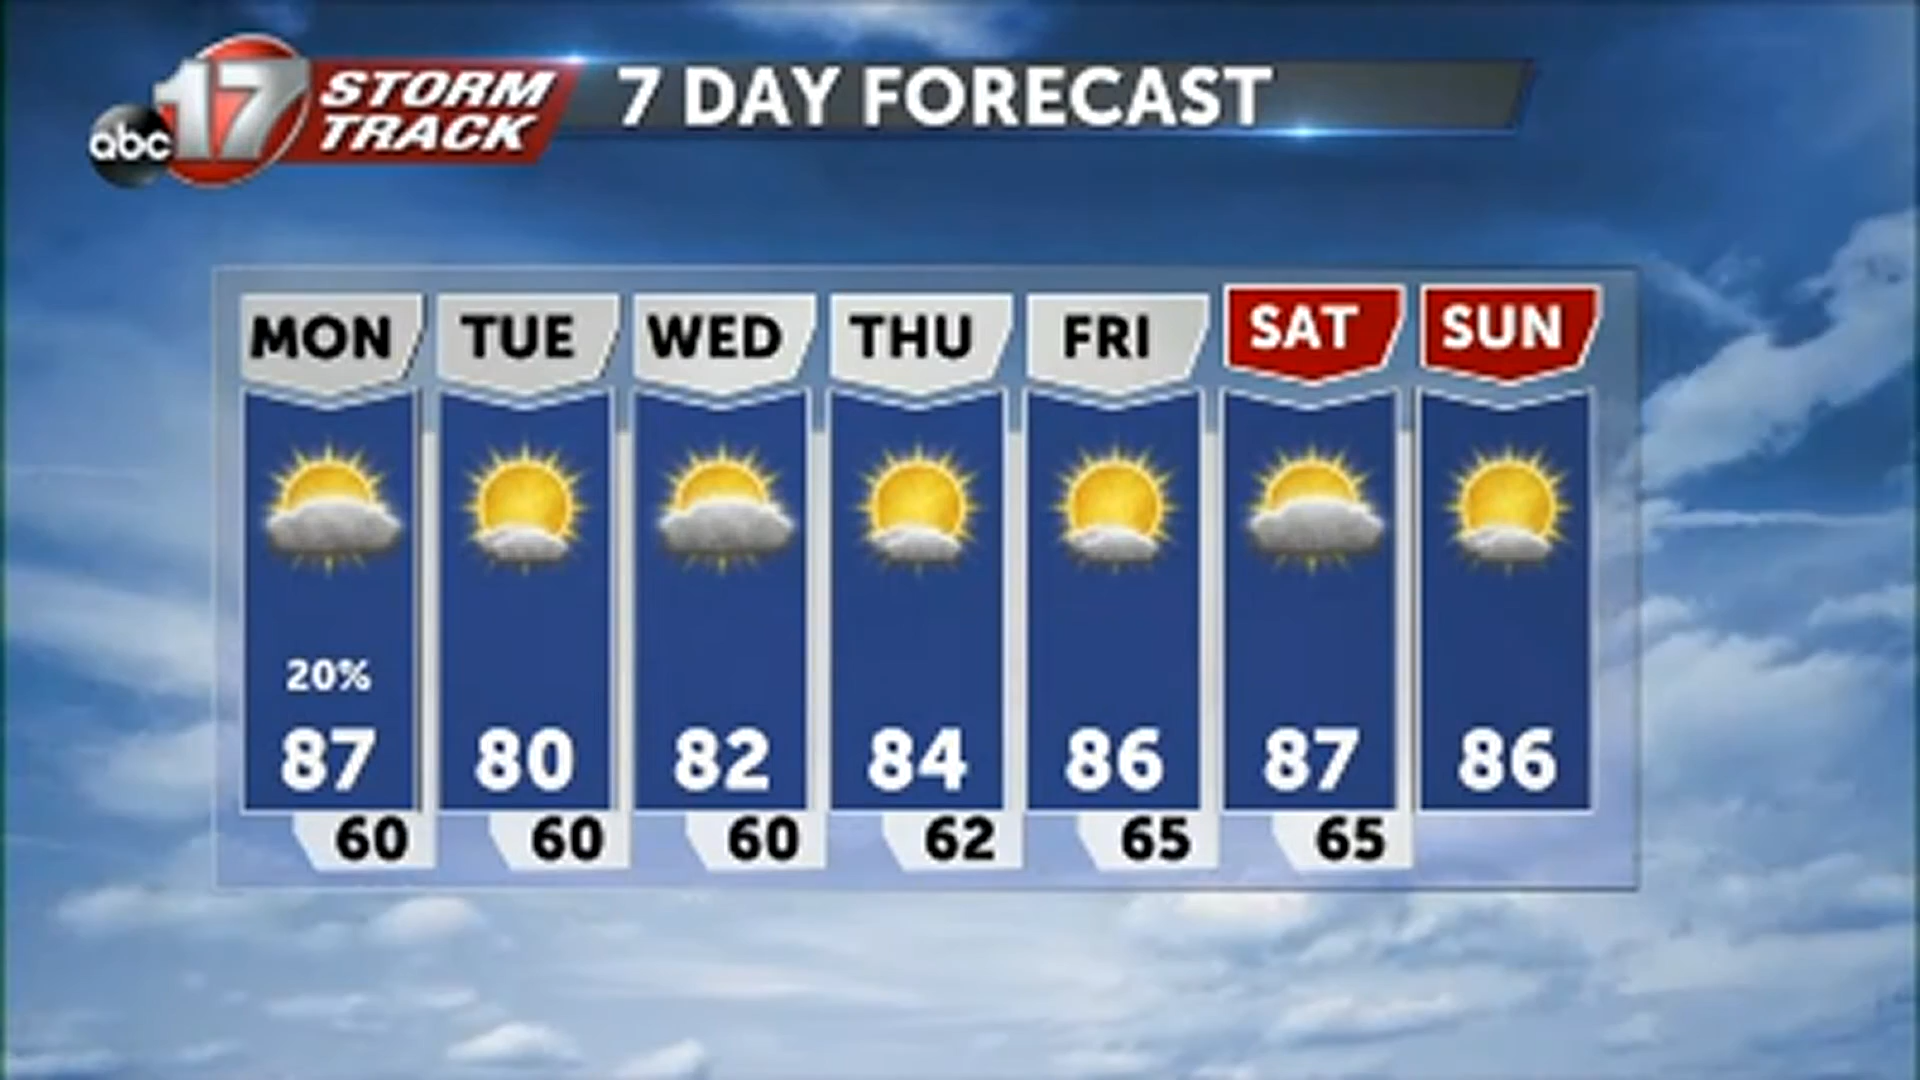 abc 17 STORM TRACK
7 DAY FORECAST
MON TUE WED THU FRI SAT SUN
20%
87 80 82 84 86 87 86
60 60 60 62 65 65